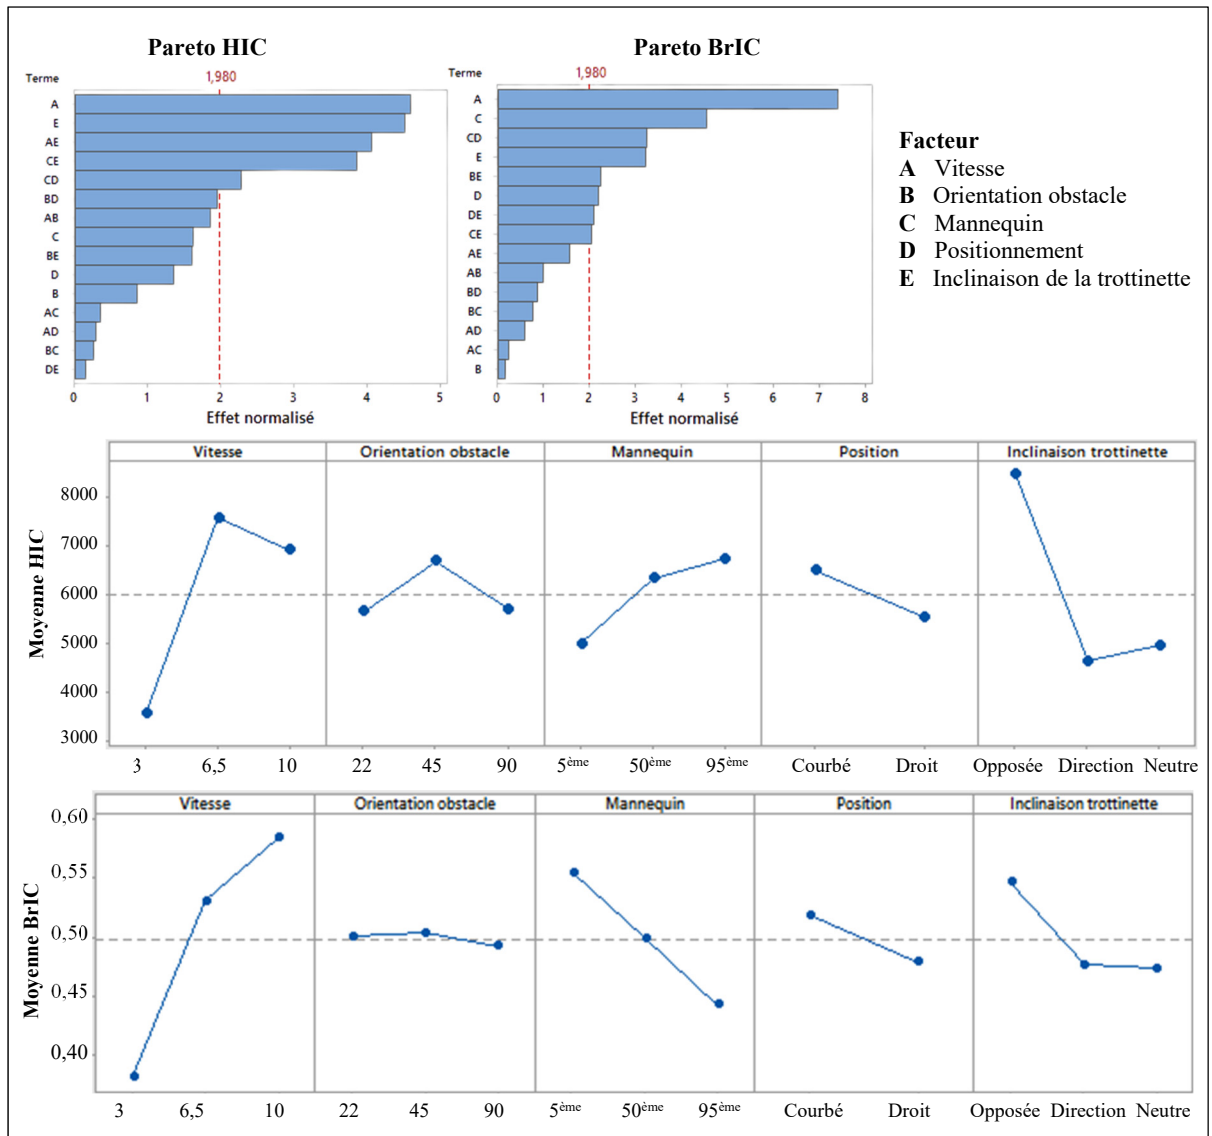 Pareto HIC
Terme
1,980
A
E
AE
CE
CD
BD
AB
C
BE
D
B
AC
AD
BC
DE
0 1 2 3 4 5
Effet normalisé
Pareto BrIC
Terme
1,980
A
C
CD
E
BE
D
DE
CE
AE
AB
BD
BC
AD
AC
B
0 1 2 3 4 5 6 7 8
Effet normalisé
Facteur
A Vitesse
B Orientation obstacle
C Mannequin
D Positionnement
E Inclinaison de la trottinette
Vitesse Orientation obstacle Mannequin Position Inclinaison trottinette
Moyenne HIC
8000
7000
6000
5000
4000
3000
3 6,5 10 22 45 90 5ème 50ème 95ème Courbé Droit Opposée Direction Neutre
Vitesse Orientation obstacle Mannequin Position Inclinaison trottinette
Moyenne BrIC
0,60
0,55
0,50
0,45
0,40
3 6,5 10 22 45 90 5ème 50ème 95ème Courbé Droit Opposée Direction Neutre